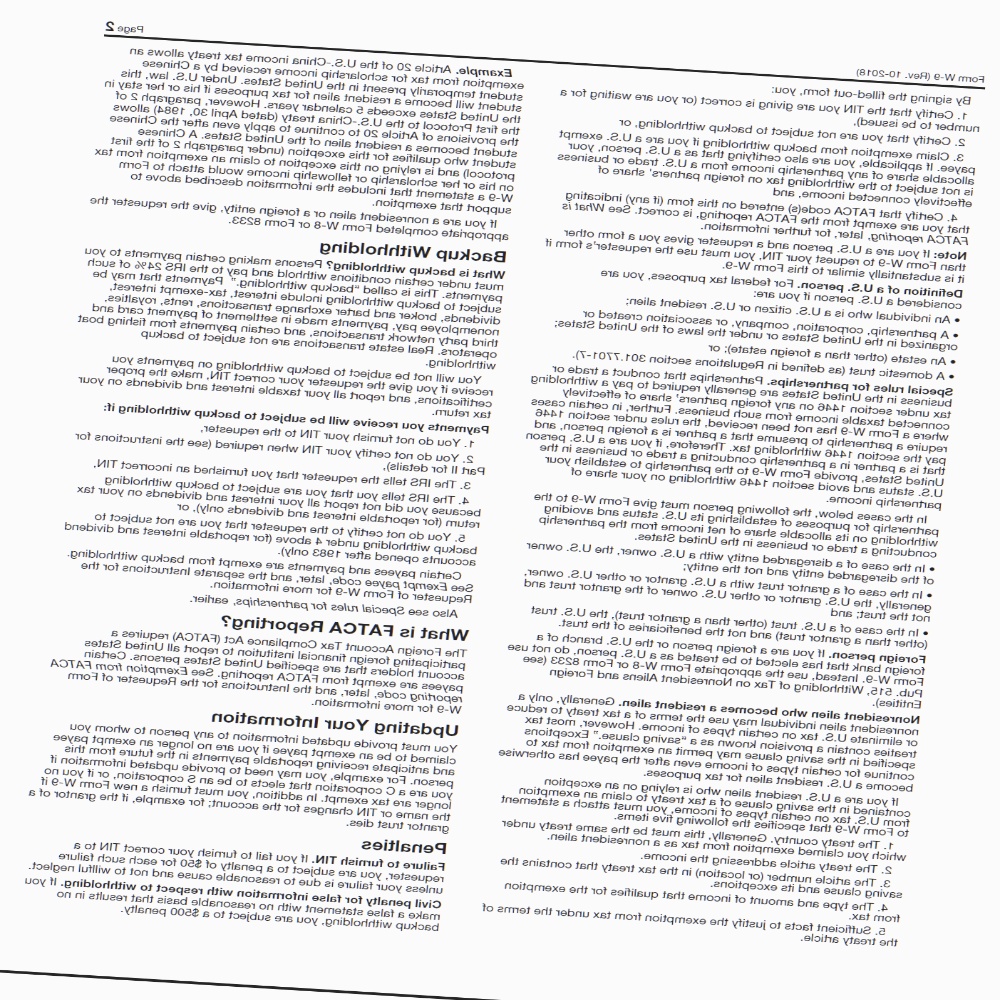 Form W-9 (Rev. 10-2018)
Page 2
By signing the filled-out form, you:
1. Certify that the TIN you are giving is correct (or you are waiting for a
number to be issued),
2. Certify that you are not subject to backup withholding, or
3. Claim exemption from backup withholding if you are a U.S. exempt
payee. If applicable, you are also certifying that as a U.S. person, your
allocable share of any partnership income from a U.S. trade or business
is not subject to the withholding tax on foreign partners' share of
effectively connected income, and
4. Certify that FATCA code(s) entered on this form (if any) indicating
that you are exempt from the FATCA reporting, is correct. See What is
FATCA reporting, later, for further information.
Note: If you are a U.S. person and a requester gives you a form other
than Form W-9 to request your TIN, you must use the requester's form if
it is substantially similar to this Form W-9.
Definition of a U.S. person. For federal tax purposes, you are
considered a U.S. person if you are:
• An individual who is a U.S. citizen or U.S. resident alien;
• A partnership, corporation, company, or association created or
organized in the United States or under the laws of the United States;
• An estate (other than a foreign estate); or
• A domestic trust (as defined in Regulations section 301.7701-7).
Special rules for partnerships. Partnerships that conduct a trade or
business in the United States are generally required to pay a withholding
tax under section 1446 on any foreign partners' share of effectively
connected taxable income from such business. Further, in certain cases
where a Form W-9 has not been received, the rules under section 1446
require a partnership to presume that a partner is a foreign person, and
pay the section 1446 withholding tax. Therefore, if you are a U.S. person
that is a partner in a partnership conducting a trade or business in the
United States, provide Form W-9 to the partnership to establish your
U.S. status and avoid section 1446 withholding on your share of
partnership income.
In the cases below, the following person must give Form W-9 to the
partnership for purposes of establishing its U.S. status and avoiding
withholding on its allocable share of net income from the partnership
conducting a trade or business in the United States.
• In the case of a disregarded entity with a U.S. owner, the U.S. owner
of the disregarded entity and not the entity;
• In the case of a grantor trust with a U.S. grantor or other U.S. owner,
generally, the U.S. grantor or other U.S. owner of the grantor trust and
not the trust; and
• In the case of a U.S. trust (other than a grantor trust), the U.S. trust
(other than a grantor trust) and not the beneficiaries of the trust.
Foreign person. If you are a foreign person or the U.S. branch of a
foreign bank that has elected to be treated as a U.S. person, do not use
Form W-9. Instead, use the appropriate Form W-8 or Form 8233 (see
Pub. 515, Withholding of Tax on Nonresident Aliens and Foreign
Entities).
Nonresident alien who becomes a resident alien. Generally, only a
nonresident alien individual may use the terms of a tax treaty to reduce
or eliminate U.S. tax on certain types of income. However, most tax
treaties contain a provision known as a "saving clause." Exceptions
specified in the saving clause may permit an exemption from tax to
continue for certain types of income even after the payee has otherwise
become a U.S. resident alien for tax purposes.
If you are a U.S. resident alien who is relying on an exception
contained in the saving clause of a tax treaty to claim an exemption
from U.S. tax on certain types of income, you must attach a statement
to Form W-9 that specifies the following five items.
1. The treaty country. Generally, this must be the same treaty under
which you claimed exemption from tax as a nonresident alien.
2. The treaty article addressing the income.
3. The article number (or location) in the tax treaty that contains the
saving clause and its exceptions.
4. The type and amount of income that qualifies for the exemption
from tax.
5. Sufficient facts to justify the exemption from tax under the terms of
the treaty article.
Example. Article 20 of the U.S.-China income tax treaty allows an
exemption from tax for scholarship income received by a Chinese
student temporarily present in the United States. Under U.S. law, this
student will become a resident alien for tax purposes if his or her stay in
the United States exceeds 5 calendar years. However, paragraph 2 of
the first Protocol to the U.S.-China treaty (dated April 30, 1984) allows
the provisions of Article 20 to continue to apply even after the Chinese
student becomes a resident alien of the United States. A Chinese
student who qualifies for this exception (under paragraph 2 of the first
protocol) and is relying on this exception to claim an exemption from tax
on his or her scholarship or fellowship income would attach to Form
W-9 a statement that includes the information described above to
support that exemption.
If you are a nonresident alien or a foreign entity, give the requester the
appropriate completed Form W-8 or Form 8233.
Backup Withholding
What is backup withholding? Persons making certain payments to you
must under certain conditions withhold and pay to the IRS 24% of such
payments. This is called "backup withholding." Payments that may be
subject to backup withholding include interest, tax-exempt interest,
dividends, broker and barter exchange transactions, rents, royalties,
nonemployee pay, payments made in settlement of payment card and
third party network transactions, and certain payments from fishing boat
operators. Real estate transactions are not subject to backup
withholding.
You will not be subject to backup withholding on payments you
receive if you give the requester your correct TIN, make the proper
certifications, and report all your taxable interest and dividends on your
tax return.
Payments you receive will be subject to backup withholding if:
1. You do not furnish your TIN to the requester,
2. You do not certify your TIN when required (see the instructions for
Part II for details),
3. The IRS tells the requester that you furnished an incorrect TIN,
4. The IRS tells you that you are subject to backup withholding
because you did not report all your interest and dividends on your tax
return (for reportable interest and dividends only), or
5. You do not certify to the requester that you are not subject to
backup withholding under 4 above (for reportable interest and dividend
accounts opened after 1983 only).
Certain payees and payments are exempt from backup withholding.
See Exempt payee code, later, and the separate Instructions for the
Requester of Form W-9 for more information.
Also see Special rules for partnerships, earlier.
What is FATCA Reporting?
The Foreign Account Tax Compliance Act (FATCA) requires a
participating foreign financial institution to report all United States
account holders that are specified United States persons. Certain
payees are exempt from FATCA reporting. See Exemption from FATCA
reporting code, later, and the Instructions for the Requester of Form
W-9 for more information.
Updating Your Information
You must provide updated information to any person to whom you
claimed to be an exempt payee if you are no longer an exempt payee
and anticipate receiving reportable payments in the future from this
person. For example, you may need to provide updated information if
you are a C corporation that elects to be an S corporation, or if you no
longer are tax exempt. In addition, you must furnish a new Form W-9 if
the name or TIN changes for the account; for example, if the grantor of a
grantor trust dies.
Penalties
Failure to furnish TIN. If you fail to furnish your correct TIN to a
requester, you are subject to a penalty of $50 for each such failure
unless your failure is due to reasonable cause and not to willful neglect.
Civil penalty for false information with respect to withholding. If you
make a false statement with no reasonable basis that results in no
backup withholding, you are subject to a $500 penalty.